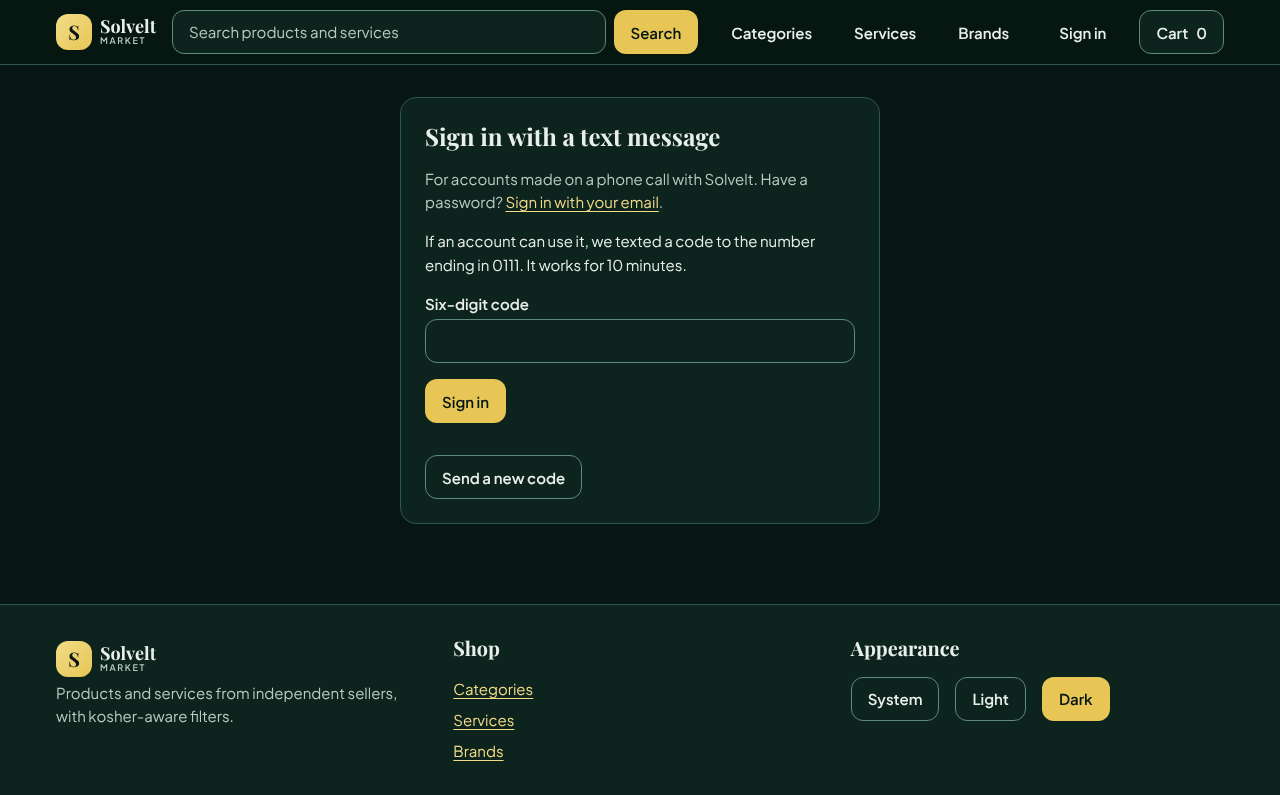 S Solvelt
MARKET
Search products and services
Search
Categories
Services
Brands
Sign in
Cart 0
Sign in with a text message
For accounts made on a phone call with Solvelt. Have a
password? Sign in with your email.
If an account can use it, we texted a code to the number
ending in 0111. It works for 10 minutes.
Six-digit code
Sign in
Send a new code
S Solvelt
MARKET
Products and services from independent sellers,
with kosher-aware filters.
Shop
Categories
Services
Brands
Appearance
System
Light
Dark